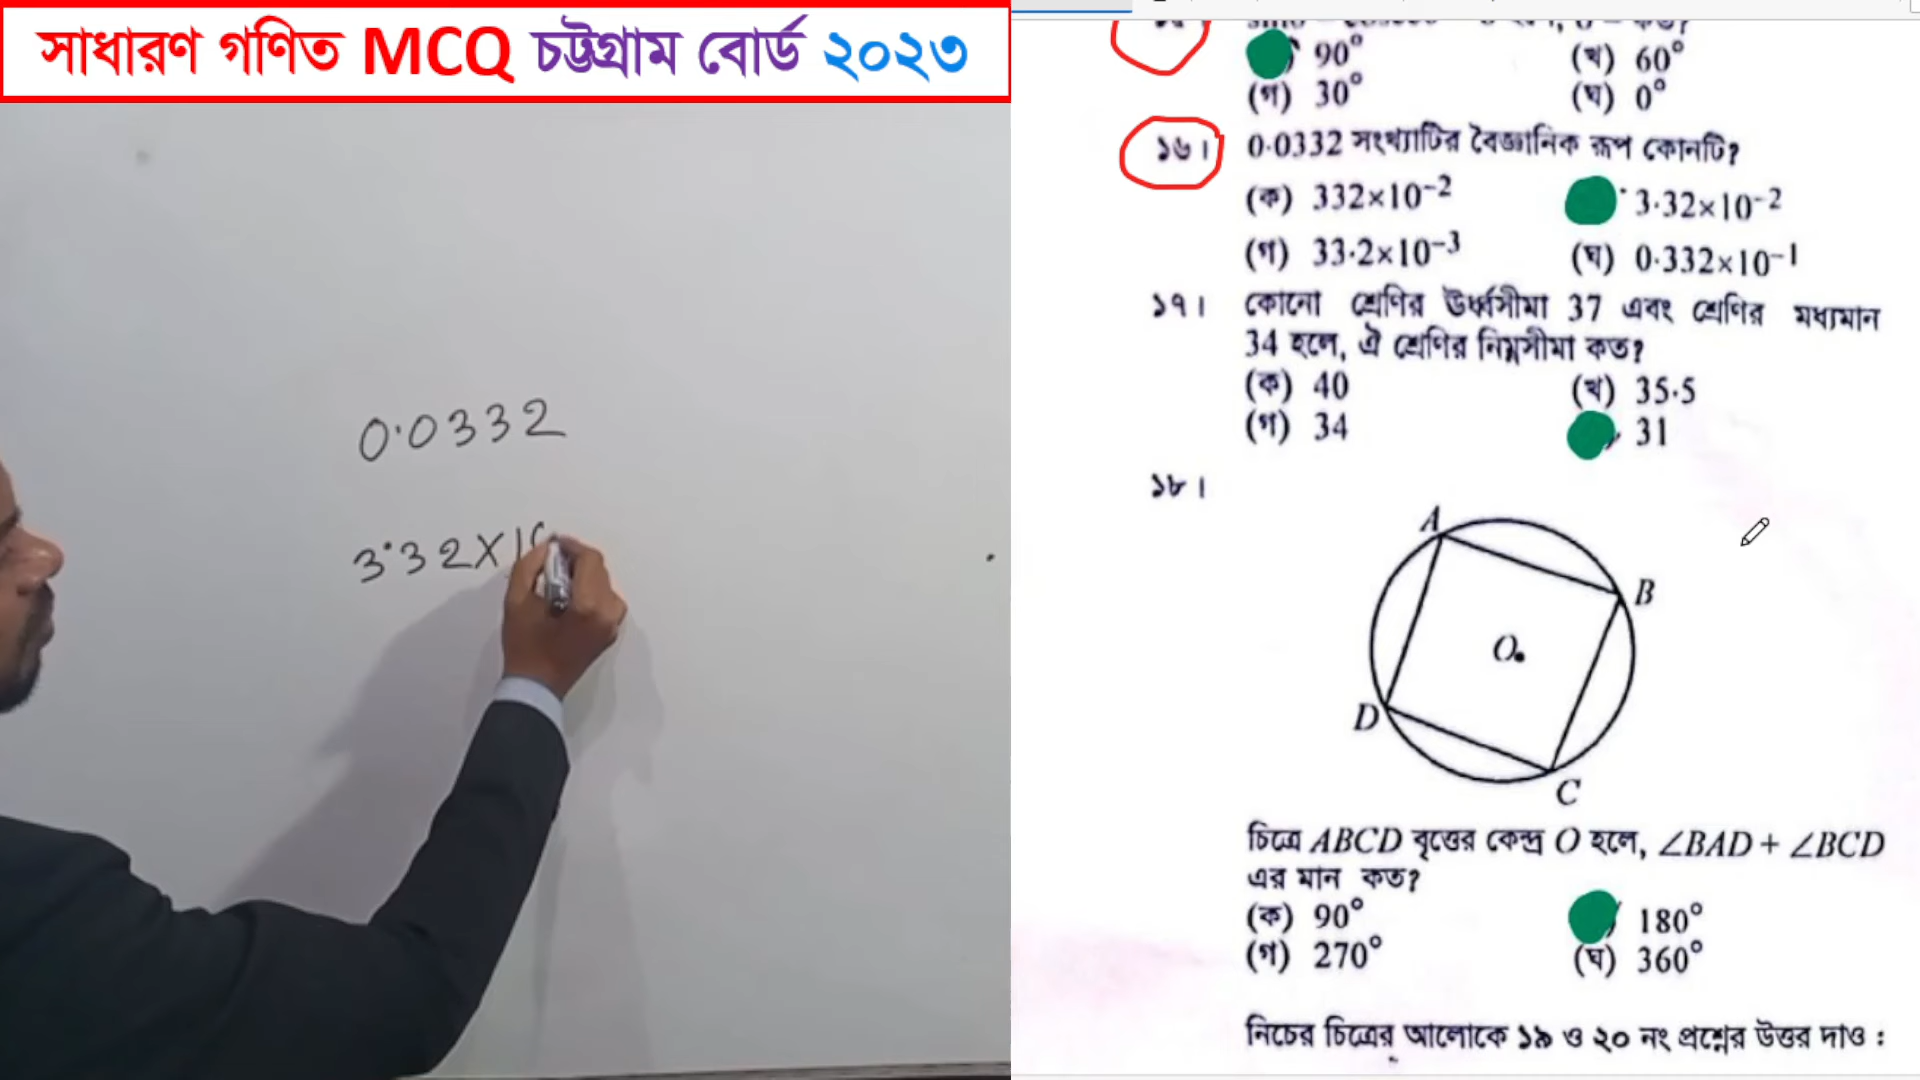 সাধারণ গণিত MCQ চট্টগ্রাম বোর্ড ২০২৩
0.0332
3.32×10
90° (খ) 60°
(গ) 30° (ঘ) 0°
১৬। 0·0332 সংখ্যাটির বৈজ্ঞানিক রূপ কোনটি?
(ক) 332×10⁻² 3·32×10⁻²
(গ) 33·2×10⁻³ (ঘ) 0·332×10⁻¹
১৭। কোনো শ্রেণির ঊর্ধ্বসীমা 37 এবং শ্রেণির মধ্যমান
34 হলে, ঐ শ্রেণির নিম্নসীমা কত?
(ক) 40 (খ) 35·5
(গ) 34 31
১৮।
A
B
O
D
C
চিত্রে ABCD বৃত্তের কেন্দ্র O হলে, ∠BAD + ∠BCD
এর মান কত?
(ক) 90° 180°
(গ) 270° (ঘ) 360°
নিচের চিত্রের আলোকে ১৯ ও ২০ নং প্রশ্নের উত্তর দাও :